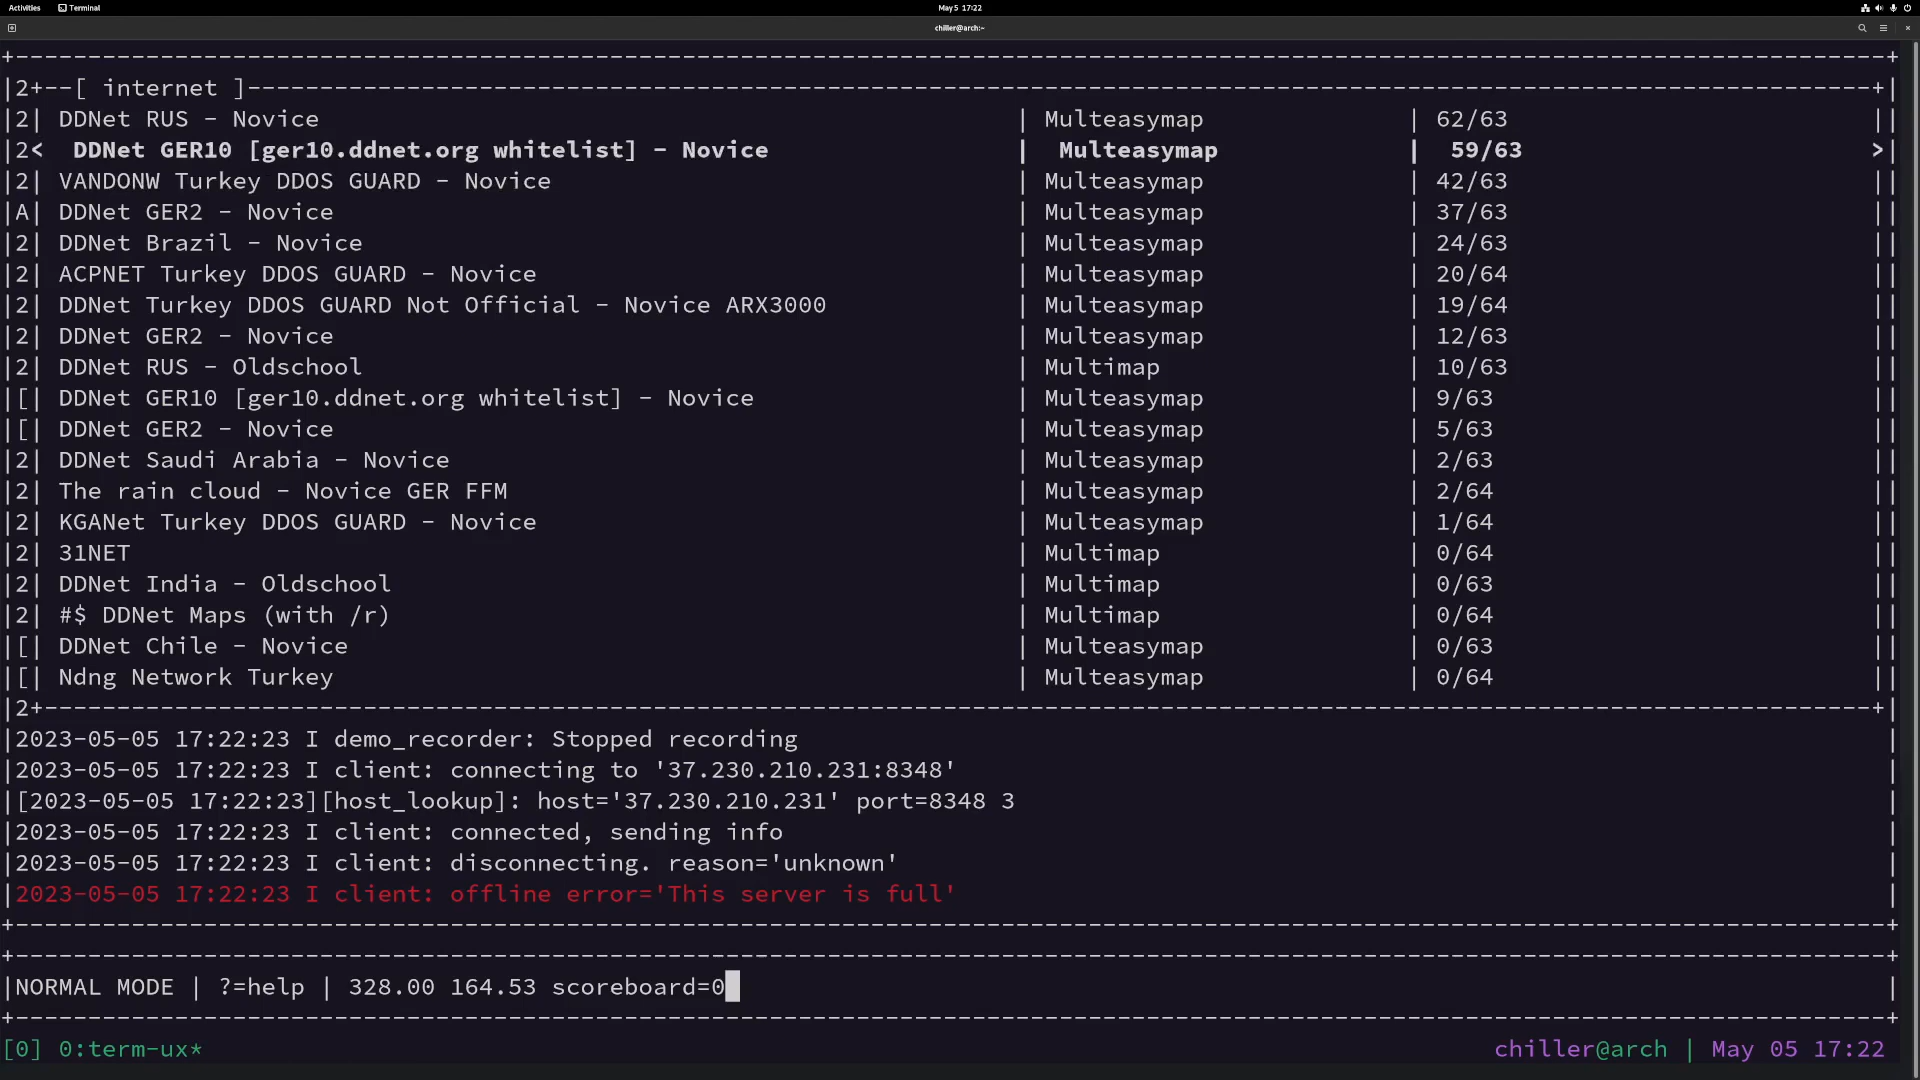 Activities Terminal May 5 17:22
chiller@arch:~
+--------------------------------------------------------------------------------------------------------------------------------+
|2+--[ internet ]----------------------------------------------------------------------------------------------------------------+|
|2| DDNet RUS - Novice | Multeasymap | 62/63 ||
|2< DDNet GER10 [ger10.ddnet.org whitelist] - Novice | Multeasymap | 59/63 >|
|2| VANDONW Turkey DDOS GUARD - Novice | Multeasymap | 42/63 ||
|A| DDNet GER2 - Novice | Multeasymap | 37/63 ||
|2| DDNet Brazil - Novice | Multeasymap | 24/63 ||
|2| ACPNET Turkey DDOS GUARD - Novice | Multeasymap | 20/64 ||
|2| DDNet Turkey DDOS GUARD Not Official - Novice ARX3000 | Multeasymap | 19/64 ||
|2| DDNet GER2 - Novice | Multeasymap | 12/63 ||
|2| DDNet RUS - Oldschool | Multimap | 10/63 ||
|[| DDNet GER10 [ger10.ddnet.org whitelist] - Novice | Multeasymap | 9/63 ||
|[| DDNet GER2 - Novice | Multeasymap | 5/63 ||
|2| DDNet Saudi Arabia - Novice | Multeasymap | 2/63 ||
|2| The rain cloud - Novice GER FFM | Multeasymap | 2/64 ||
|2| KGANet Turkey DDOS GUARD - Novice | Multeasymap | 1/64 ||
|2| 31NET | Multimap | 0/64 ||
|2| DDNet India - Oldschool | Multimap | 0/63 ||
|2| #$ DDNet Maps (with /r) | Multimap | 0/64 ||
|[| DDNet Chile - Novice | Multeasymap | 0/63 ||
|[| Ndng Network Turkey | Multeasymap | 0/64 ||
|2+------------------------------------------------------------------------------------------------------------------------------+|
|2023-05-05 17:22:23 I demo_recorder: Stopped recording |
|2023-05-05 17:22:23 I client: connecting to '37.230.210.231:8348' |
|[2023-05-05 17:22:23][host_lookup]: host='37.230.210.231' port=8348 3 |
|2023-05-05 17:22:23 I client: connected, sending info |
|2023-05-05 17:22:23 I client: disconnecting. reason='unknown' |
|2023-05-05 17:22:23 I client: offline error='This server is full' |
+--------------------------------------------------------------------------------------------------------------------------------+
+--------------------------------------------------------------------------------------------------------------------------------+
|NORMAL MODE | ?=help | 328.00 164.53 scoreboard=0 |
+--------------------------------------------------------------------------------------------------------------------------------+
[0] 0:term-ux* chiller@arch | May 05 17:22